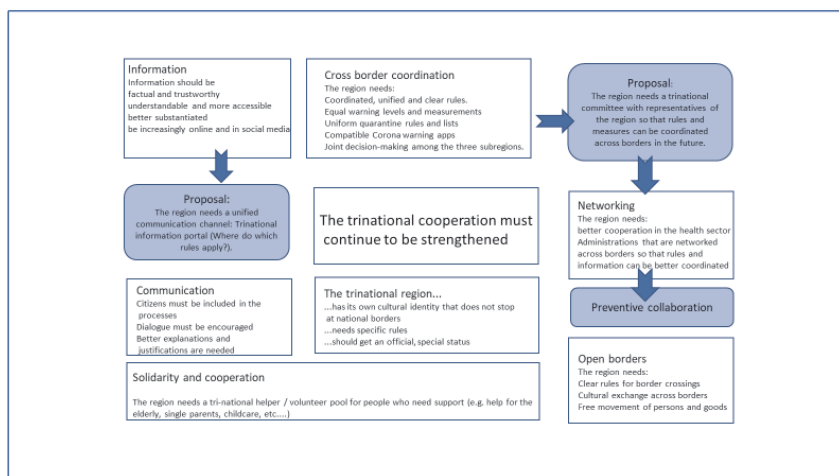 Information
Information should be
factual and trustworthy
understandable and more accessible
better substantiated
be increasingly online and in social media
Cross border coordination
The region needs:
Coordinated, unified and clear rules.
Equal warning levels and measurements
Uniform quarantine rules and lists
Compatible Corona warning apps
Joint decision-making among the three subregions.
Proposal:
The region needs a trinational
committee with representatives of
the region so that rules and
measures can be coordinated
across borders in the future.
Proposal:
The region needs a unified
communication channel: Trinational
information portal (Where do which
rules apply?).
The trinational cooperation must
continue to be strengthened
Networking
The region needs:
better cooperation in the health sector
Administrations that are networked
across borders so that rules and
information can be better coordinated
Communication
Citizens must be included in the
processes
Dialogue must be encouraged
Better explanations and
justifications are needed
The trinational region...
...has its own cultural identity that does not stop
at national borders
...needs specific rules
...should get an official, special status
Preventive collaboration
Solidarity and cooperation
The region needs a tri-national helper / volunteer pool for people who need support (e.g. help for the
elderly, single parents, childcare, etc....)
Open borders
The region needs:
Clear rules for border crossings
Cultural exchange across borders
Free movement of persons and goods